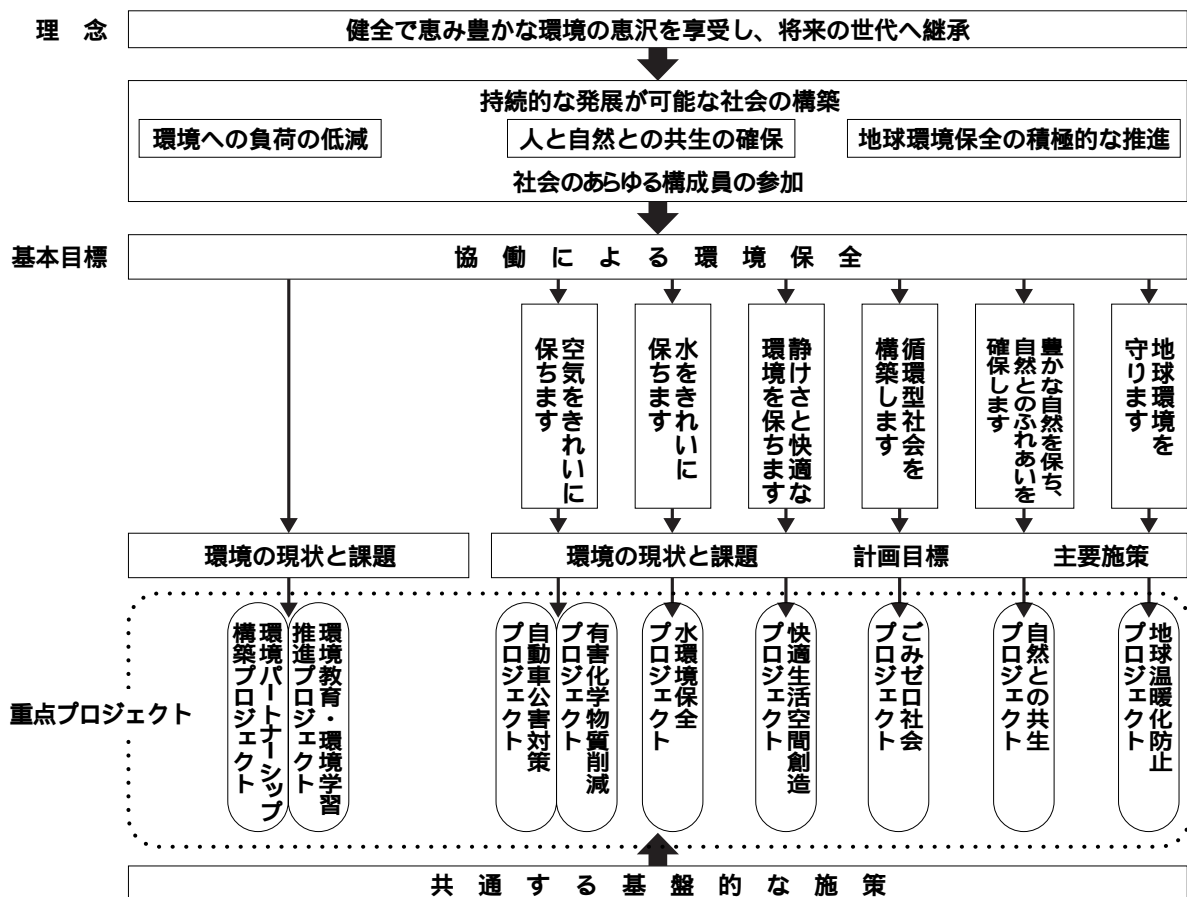 理 念
健全で恵み豊かな環境の恵沢を享受し、将来の世代へ継承
持続的な発展が可能な社会の構築
環境への負荷の低減
人と自然との共生の確保
地球環境保全の積極的な推進
社会のあらゆる構成員の参加
基本目標
協働による環境保全
空気をきれいに
保ちます
水をきれいに
保ちます
静けさと快適な
環境を保ちます
循環型社会を
構築します
豊かな自然を保ち、
自然とのふれあいを
確保します
地球環境を
守ります
環境の現状と課題
環境の現状と課題 計画目標 主要施策
重点プロジェクト
環境パートナーシップ
構築プロジェクト
環境教育・環境学習
推進プロジェクト
自動車公害対策
プロジェクト
有害化学物質削減
プロジェクト
水環境保全
プロジェクト
快適生活空間創造
プロジェクト
ごみゼロ社会
プロジェクト
自然との共生
プロジェクト
地球温暖化防止
プロジェクト
共通する基盤的な施策